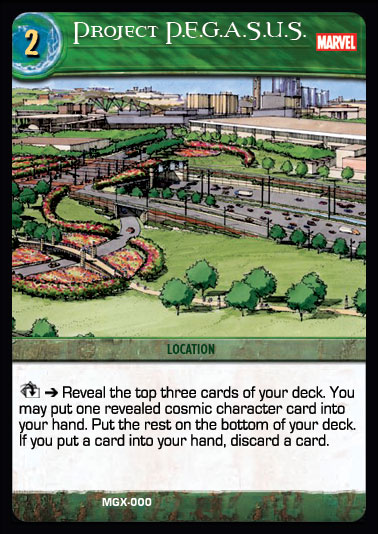 2
Project P.E.G.A.S.U.S.
MARVEL
LOCATION
➔ Reveal the top three cards of your deck. You
may put one revealed cosmic character card into
your hand. Put the rest on the bottom of your deck.
If you put a card into your hand, discard a card.
MGX-000